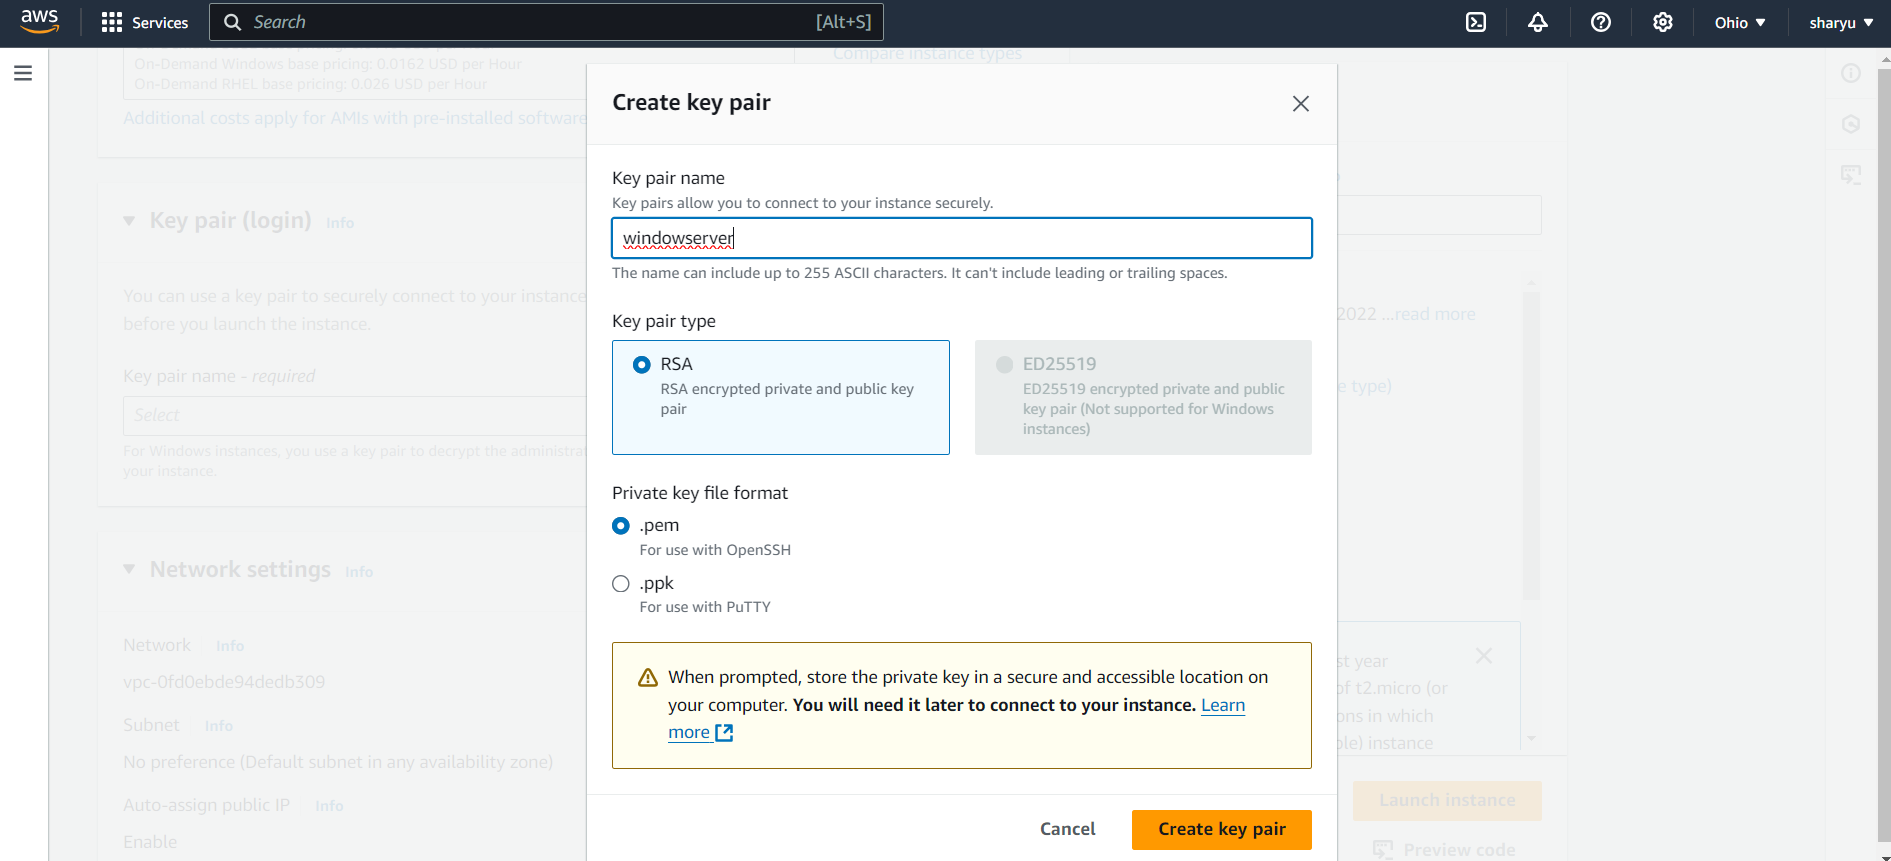 aws
Services
Search
[Alt+S]
Ohio
sharyu
On-Demand Windows base pricing: 0.0162 USD per Hour
On-Demand RHEL base pricing: 0.026 USD per Hour
Additional costs apply for AMIs with pre-installed software
Compare instance types
Key pair (login) Info
You can use a key pair to securely connect to your instance
before you launch the instance.
Key pair name - required
Select
For Windows instances, you use a key pair to decrypt the administrat
your instance.
Network settings Info
Network Info
vpc-0fd0ebde94dedb309
Subnet Info
No preference (Default subnet in any availability zone)
Auto-assign public IP Info
Enable
Create key pair
Key pair name
Key pairs allow you to connect to your instance securely.
windowserver
The name can include up to 255 ASCII characters. It can't include leading or trailing spaces.
Key pair type
RSA
RSA encrypted private and public key
pair
ED25519
ED25519 encrypted private and public
key pair (Not supported for Windows
instances)
Private key file format
.pem
For use with OpenSSH
.ppk
For use with PuTTY
When prompted, store the private key in a secure and accessible location on
your computer. You will need it later to connect to your instance. Learn
more
Cancel
Create key pair
2022 ...read more
e type)
st year
of t2.micro (or
ons in which
ble) instance
Launch instance
Preview code